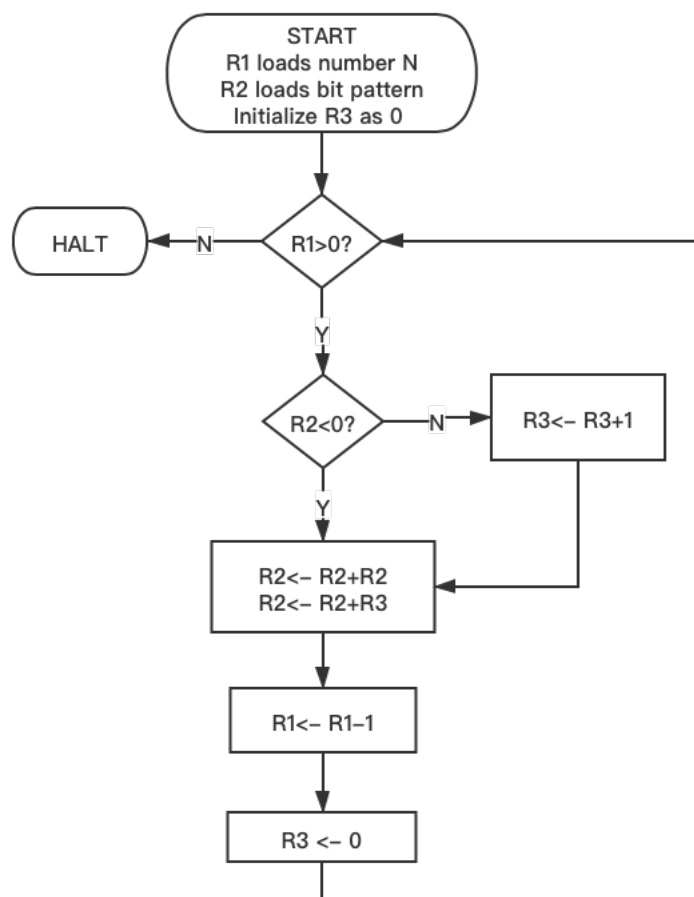 START
R1 loads number N
R2 loads bit pattern
Initialize R3 as 0
HALT
N
R1>0?
Y
R2<0?
N
R3<- R3+1
Y
R2<- R2+R2
R2<- R2+R3
R1<- R1-1
R3 <- 0